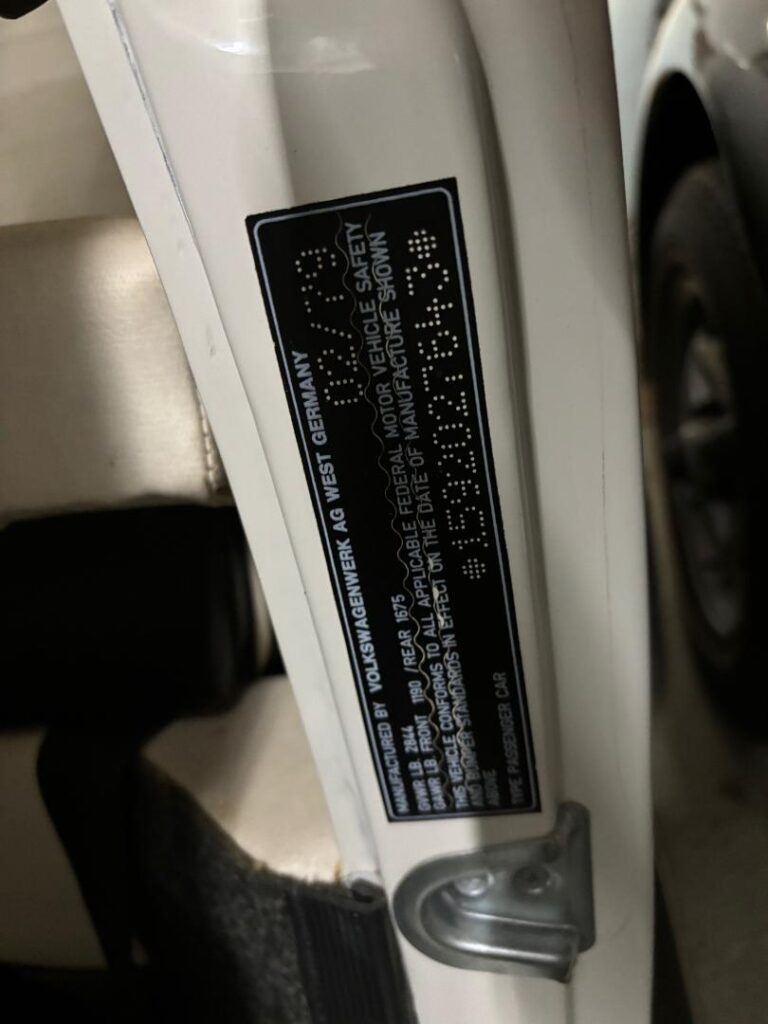 MANUFACTURED BY VOLKSWAGENWERK AG WEST GERMANY
GVWR LB. 2844 02/79
GAWR LB. FRONT 1190 /REAR 1675
THIS VEHICLE CONFORMS TO ALL APPLICABLE FEDERAL MOTOR VEHICLE SAFETY
AND BUMPER STANDARDS IN EFFECT ON THE DATE OF MANUFACTURE SHOWN
ABOVE
*1592027643*
TYPE PASSENGER CAR